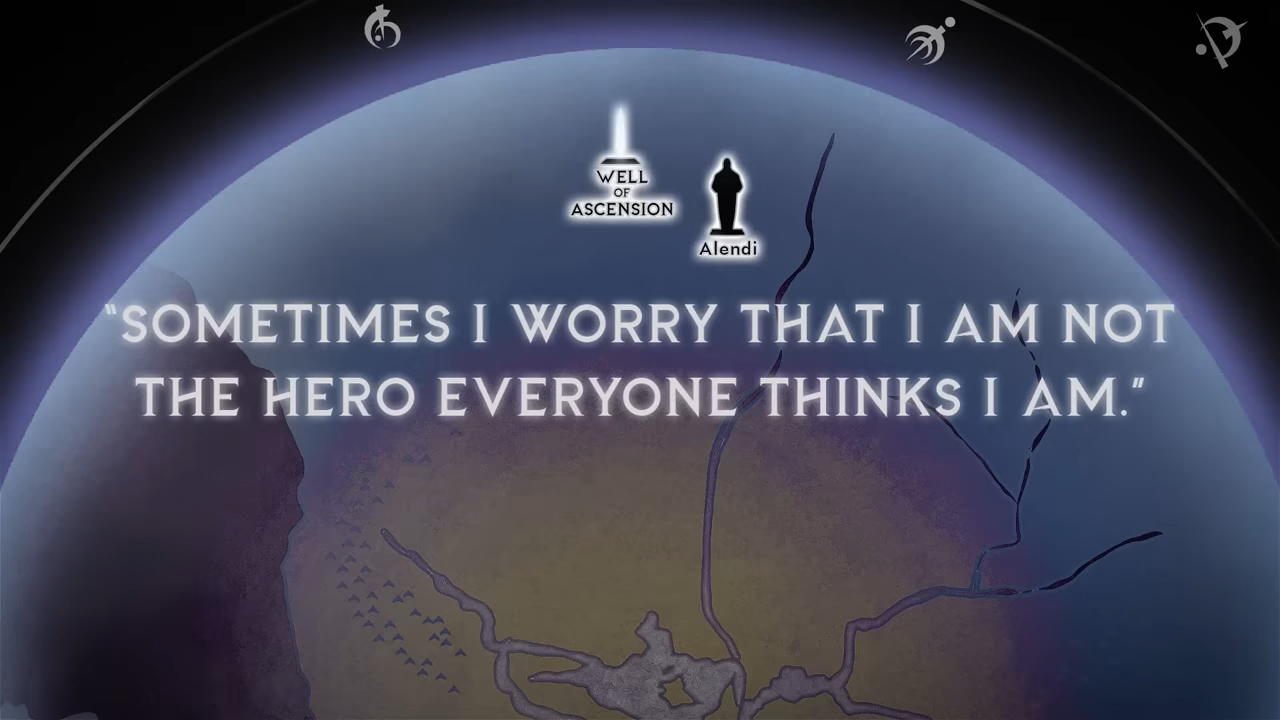 WELL
OF
ASCENSION
Alendi
"SOMETIMES I WORRY THAT I AM NOT
THE HERO EVERYONE THINKS I AM."